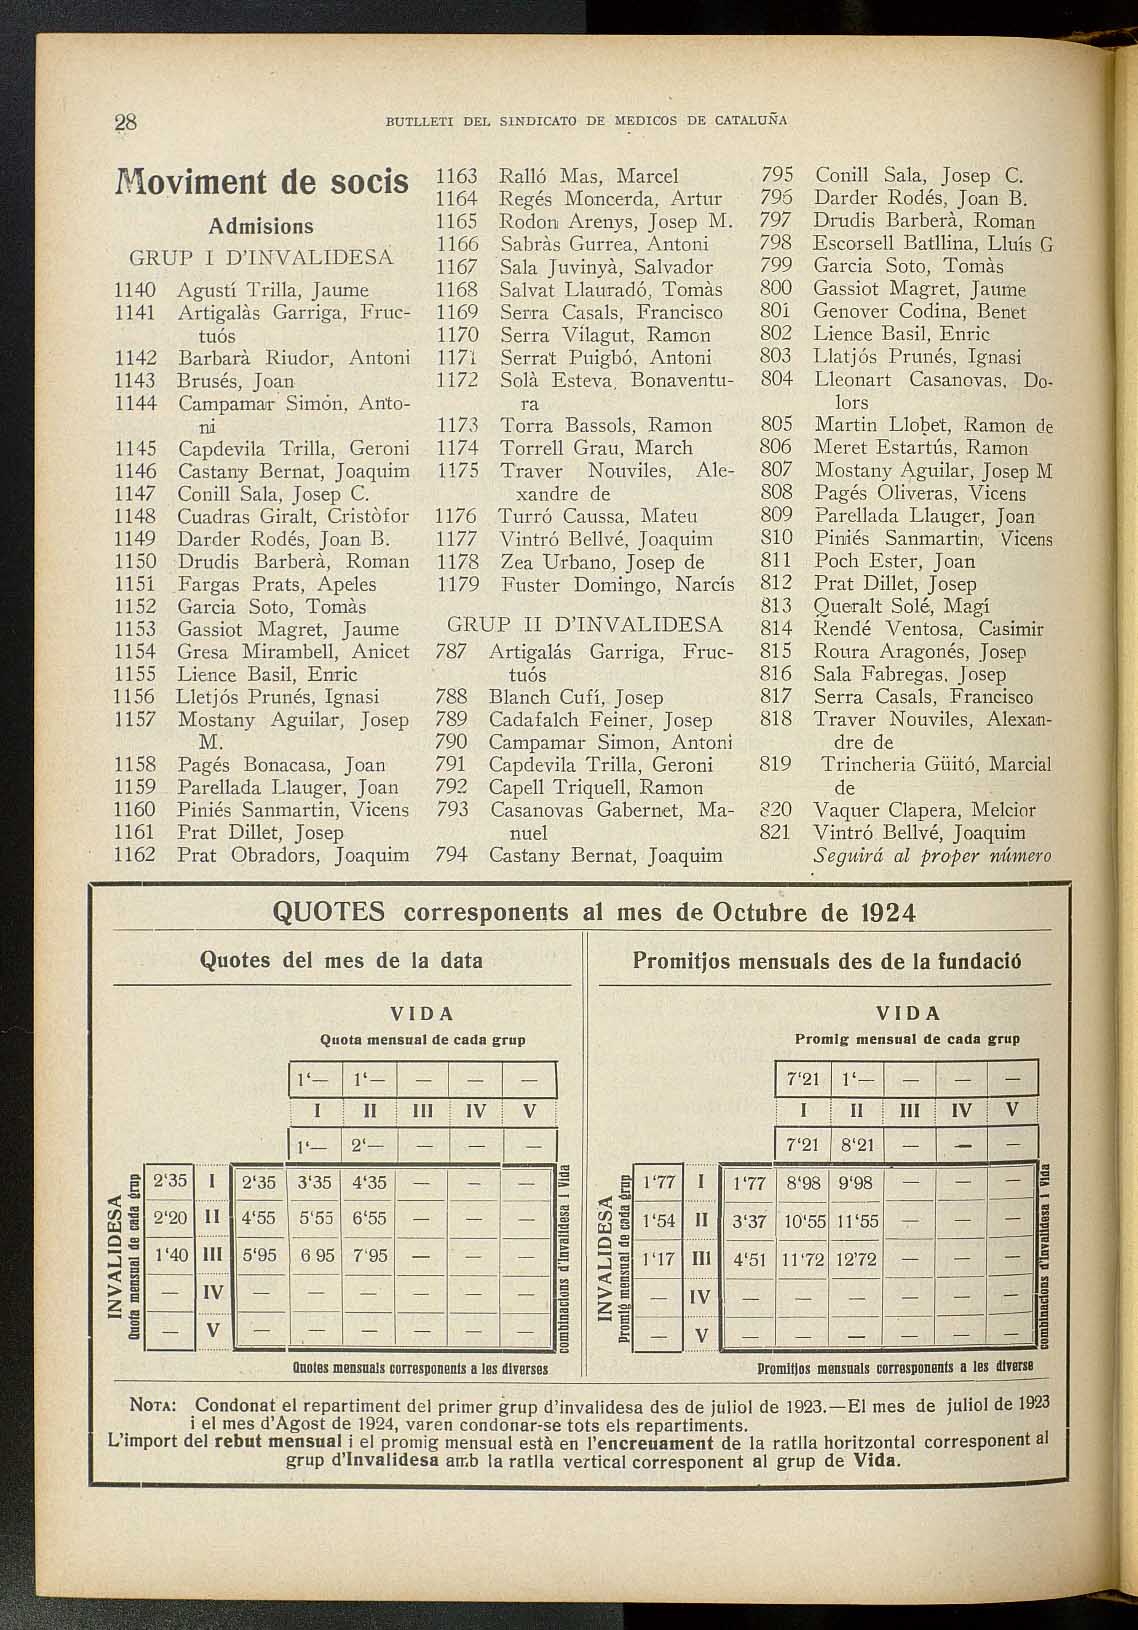 28
BUTLLETI DEL SINDICATO DE MEDICOS DE CATALUÑA
Moviment de socis
Admisions
GRUP I D'INVALIDESA
1140 Agustí Trilla, Jaume
1141 Artigalàs Garriga, Fruc-
tuós
1142 Barbarà Riudor, Antoni
1143 Brusés, Joan
1144 Campamar Simón, Anto-
ni
1145 Capdevila Trilla, Geroni
1146 Castany Bernat, Joaquim
1147 Conill Sala, Josep C.
1148 Cuadras Giralt, Cristòfor
1149 Darder Rodés, Joan B.
1150 Drudis Barberà, Roman
1151 Fargas Prats, Apeles
1152 Garcia Soto, Tomàs
1153 Gassiot Magret, Jaume
1154 Gresa Mirambell, Anicet
1155 Lience Basil, Enric
1156 Lletjós Prunés, Ignasi
1157 Mostany Aguilar, Josep
M.
1158 Pagés Bonacasa, Joan
1159 Parellada Llauger, Joan
1160 Piniés Sanmartin, Vicens
1161 Prat Dillet, Josep
1162 Prat Obradors, Joaquim
1163 Ralló Mas, Marcel
1164 Regés Moncerda, Artur
1165 Rodon Arenys, Josep M.
1166 Sabràs Gurrea, Antoni
1167 Sala Juvinyà, Salvador
1168 Salvat Llauradó, Tomàs
1169 Serra Casals, Francisco
1170 Serra Vilagut, Ramon
1171 Serrat Puigbó, Antoni
1172 Solà Esteva, Bonaventu-
ra
1173 Torra Bassols, Ramon
1174 Torrell Grau, March
1175 Traver Nouviles, Ale-
xandre de
1176 Turró Caussa, Mateu
1177 Vintró Bellvé, Joaquim
1178 Zea Urbano, Josep de
1179 Fuster Domingo, Narcís
GRUP II D'INVALIDESA
787 Artigalás Garriga, Fruc-
tuós
788 Blanch Cufí, Josep
789 Cadafalch Feiner, Josep
790 Campamar Simon, Antoni
791 Capdevila Trilla, Geroni
792 Capell Triquell, Ramon
793 Casanovas Gabernet, Ma-
nuel
794 Castany Bernat, Joaquim
795 Conill Sala, Josep C.
796 Darder Rodés, Joan B.
797 Drudis Barberà, Roman
798 Escorsell Batllina, Lluís G
799 Garcia Soto, Tomàs
800 Gassiot Magret, Jaume
801 Genover Codina, Benet
802 Lience Basil, Enric
803 Llatjós Prunés, Ignasi
804 Lleonart Casanovas, Do-
lors
805 Martin Llobet, Ramon de
806 Meret Estartús, Ramon
807 Mostany Aguilar, Josep M
808 Pagés Oliveras, Vicens
809 Parellada Llauger, Joan
810 Piniés Sanmartin, Vicens
811 Poch Ester, Joan
812 Prat Dillet, Josep
813 Queralt Solé, Magí
814 Rendé Ventosa, Casimir
815 Roura Aragonés, Josep
816 Sala Fabregas, Josep
817 Serra Casals, Francisco
818 Traver Nouviles, Alexan-
dre de
819 Trincheria Güitó, Marcial
de
820 Vaquer Clapera, Melcior
821 Vintró Bellvé, Joaquim
Seguirá al proper número
QUOTES corresponents al mes de Octubre de 1924
Quotes del mes de la data
VIDA
Quota mensual de cada grup
1‘— 1‘— — — —
I II III IV V
1‘— 2‘— — — —
INVALIDESA
Quota mensual de cada grup
2‘35 I 2‘35 3‘35 4‘35 — — —
2‘20 II 4‘55 5‘55 6‘55 — — —
1‘40 III 5‘95 6 95 7‘95 — — —
— IV — — — — — —
— V — — — — — —
combinacions d'Invalidesa i Vida
Quotes mensuals corresponents a les diverses
Promitjos mensuals des de la fundació
VIDA
Promig mensual de cada grup
7‘21 1‘— — — —
I II III IV V
7‘21 8‘21 — — —
INVALIDESA
Promig mensual de cada grup
1‘77 I 1‘77 8‘98 9‘98 — — —
1‘54 II 3‘37 10‘55 11‘55 — — —
1‘17 III 4‘51 11‘72 12‘72 — — —
— IV — — — — — —
— V — — — — — —
combinacions d'Invalidesa i Vida
Promitjos mensuals corresponents a les diverse
NOTA: Condonat el repartiment del primer grup d'invalidesa des de juliol de 1923.—El mes de juliol de 1923
i el mes d'Agost de 1924, varen condonar-se tots els repartiments.
L'import del rebut mensual i el promig mensual està en l'encreuament de la ratlla horitzontal corresponent al
grup d'Invalidesa amb la ratlla vertical corresponent al grup de Vida.